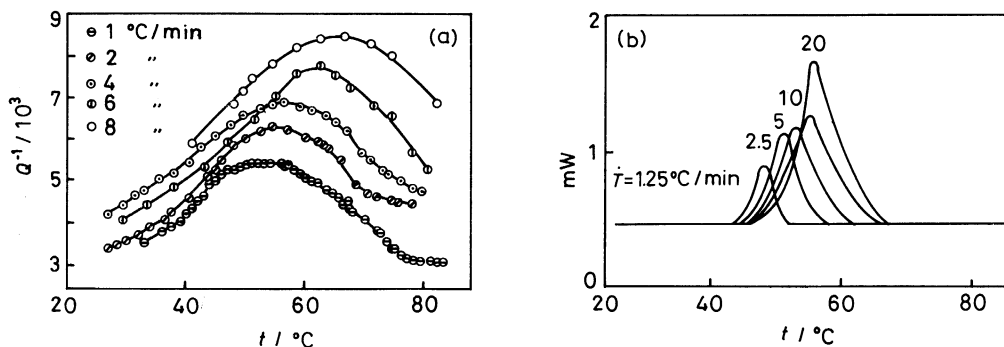 (a)
⊖ 1 °C/min
⊘ 2 〃
⊙ 4 〃
⦶ 6 〃
○ 8 〃
Q⁻¹ / 10³
9
7
5
3
20 40 60 80
t / °C
(b)
2
1
0
mW
20
10
5
2.5
Ṫ=1.25°C/min
20 40 60 80
t / °C